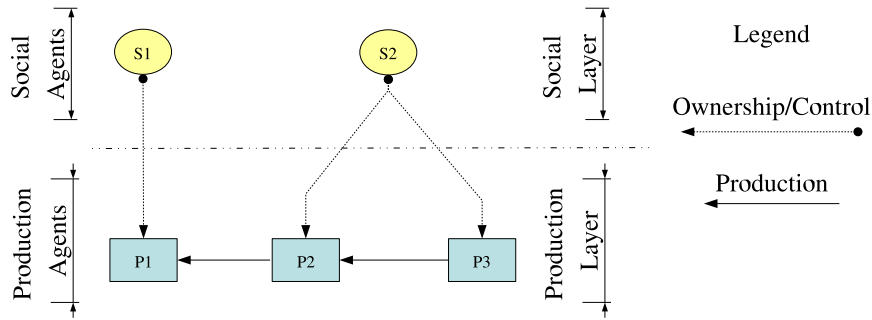 Social
Agents
S1
S2
Social
Layer
Legend
Ownership/Control
Production
Production
Agents
P1
P2
P3
Production
Layer